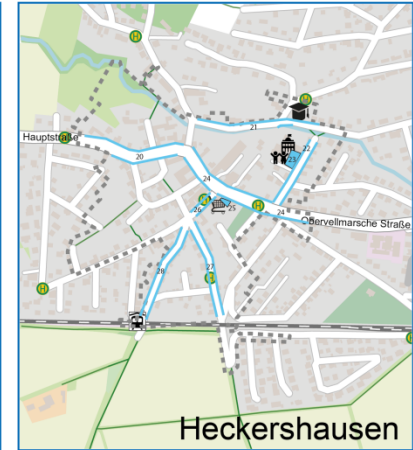 H
H
21
Hauptstraße
H
20
22
23
24
H
26
25
H
24
Obervellmarsche Straße
28
27
H
H
Heckershausen